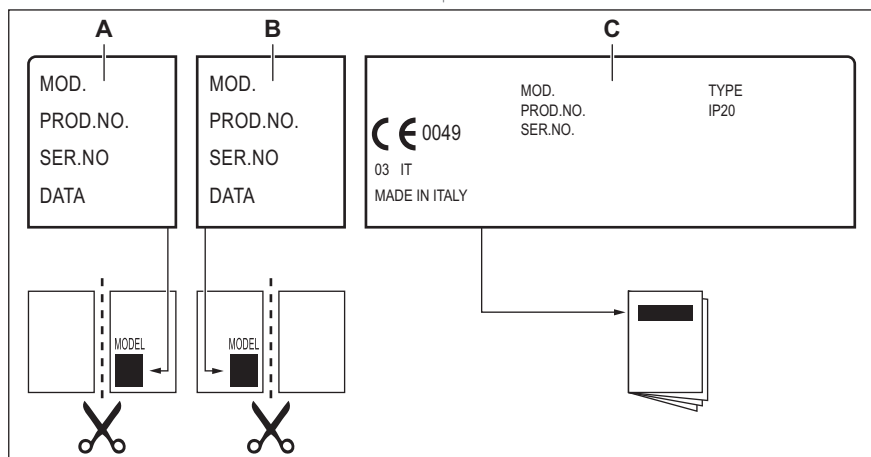 A
B
C
MOD.
PROD.NO.
SER.NO
DATA
MOD.
PROD.NO.
SER.NO
DATA
MOD.
PROD.NO.
SER.NO.
TYPE
IP20
CE 0049
03 IT
MADE IN ITALY
MODEL
MODEL